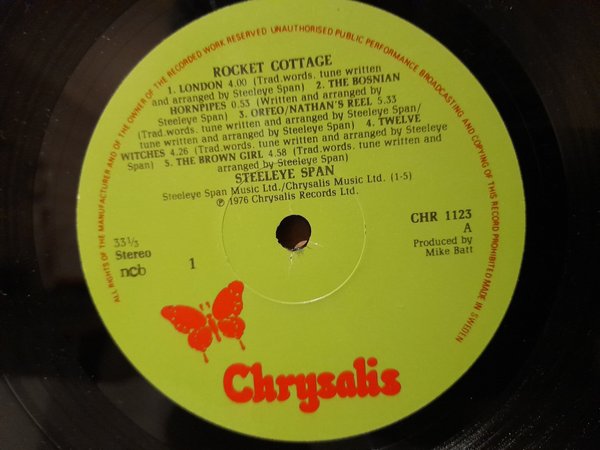 ALL RIGHTS OF THE MANUFACTURER AND OF THE OWNER OF THE RECORDED WORK RESERVED UNAUTHORISED PUBLIC PERFORMANCE BROADCASTING AND COPYING OF THIS RECORD PROHIBITED MADE IN SWEDEN
ROCKET COTTAGE
1. LONDON 4.00 (Trad.words, tune written
and arranged by Steeleye Span) 2. THE BOSNIAN
HORNPIPES 0.53 (Written and arranged by
Steeleye Span) 3. ORFEO/NATHAN'S REEL 5.33
(Trad.words. tune written and arranged by Steeleye Span/
tune written and arranged by Steeleye Span) 4. TWELVE
WITCHES 4.26 (Trad.words, tune written and arranged by Steeleye
Span) 5. THE BROWN GIRL 4.58 (Trad.words. tune written and
arranged by Steeleye Span)
STEELEYE SPAN
Steeleye Span Music Ltd./Chrysalis Music Ltd. (1-5)
℗ 1976 Chrysalis Records Ltd.
33⅓
Stereo
ncb
1
CHR 1123
A
Produced by
Mike Batt
Chrysalis